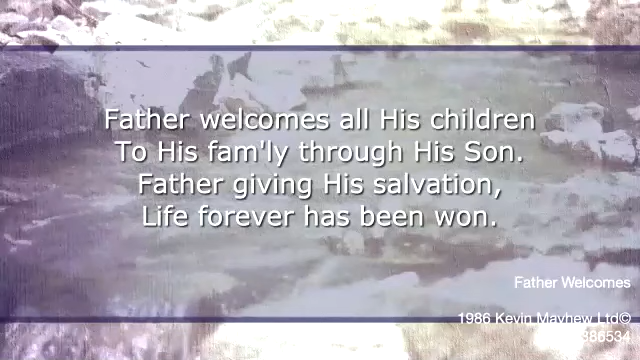 Father welcomes all His children
To His fam'ly through His Son.
Father giving His salvation,
Life forever has been won.
Father Welcomes
1986 Kevin Mayhew Ltd©